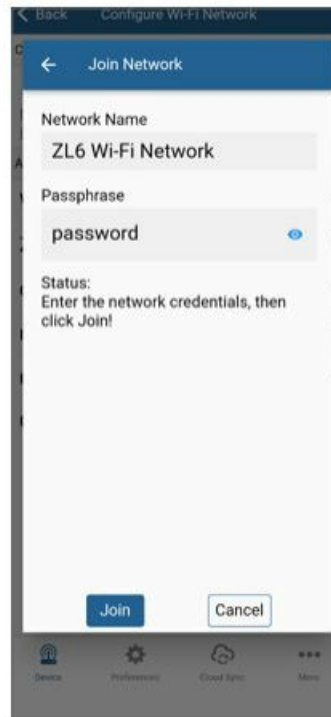 Back Configure Wi-Fi Network
Join Network
Network Name
ZL6 Wi-Fi Network
Passphrase
password
Status:
Enter the network credentials, then
click Join!
Join Cancel
Device Preferences Cloud Sync More